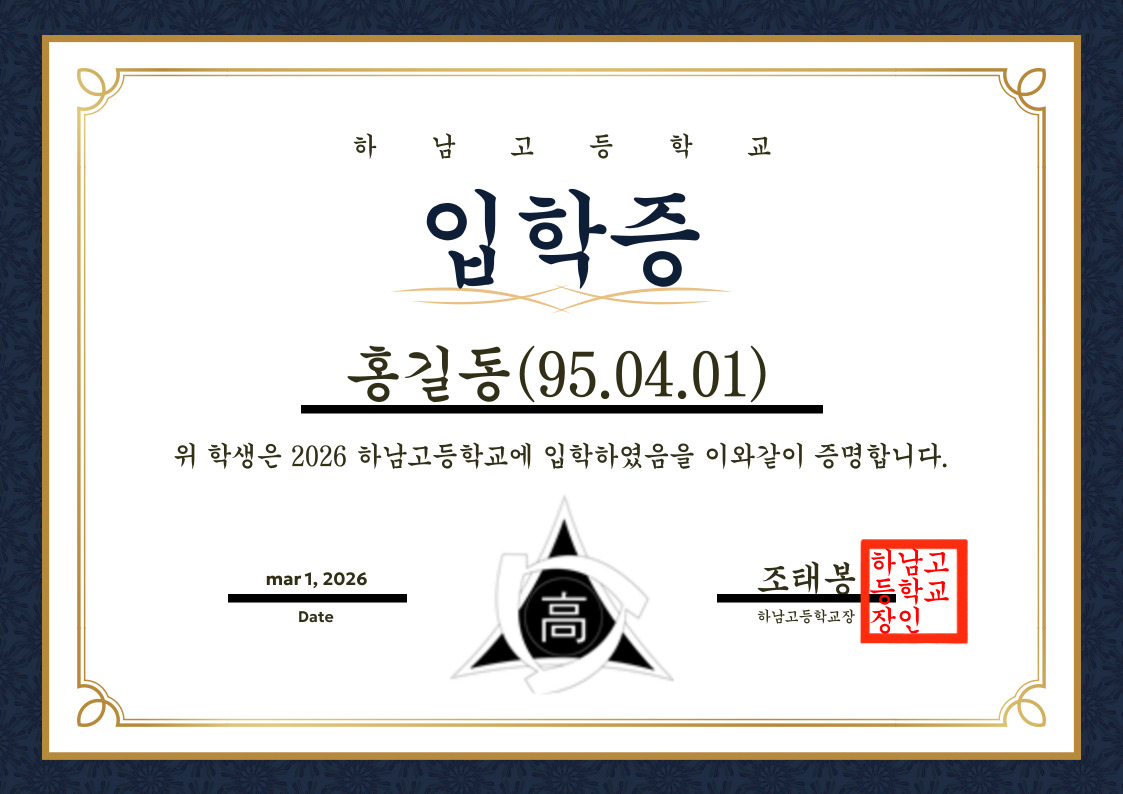 하 남 고 등 학 교
입학증
홍길동(95.04.01)
위 학생은 2026 하남고등학교에 입학하였음을 이와같이 증명합니다.
mar 1, 2026
Date
高
조태봉
하남고등학교장
하남고
등학교
장인